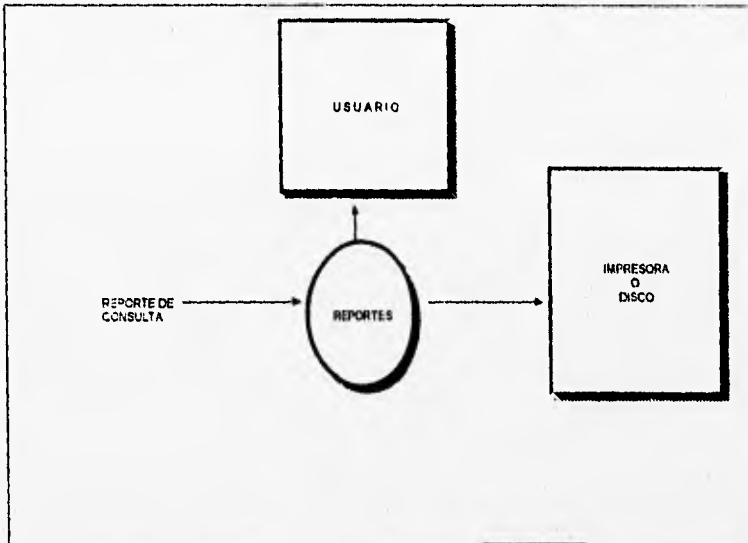 USUARIO
IMPRESORA
O
DISCO
REPORTE DE
CONSULTA
REPORTES